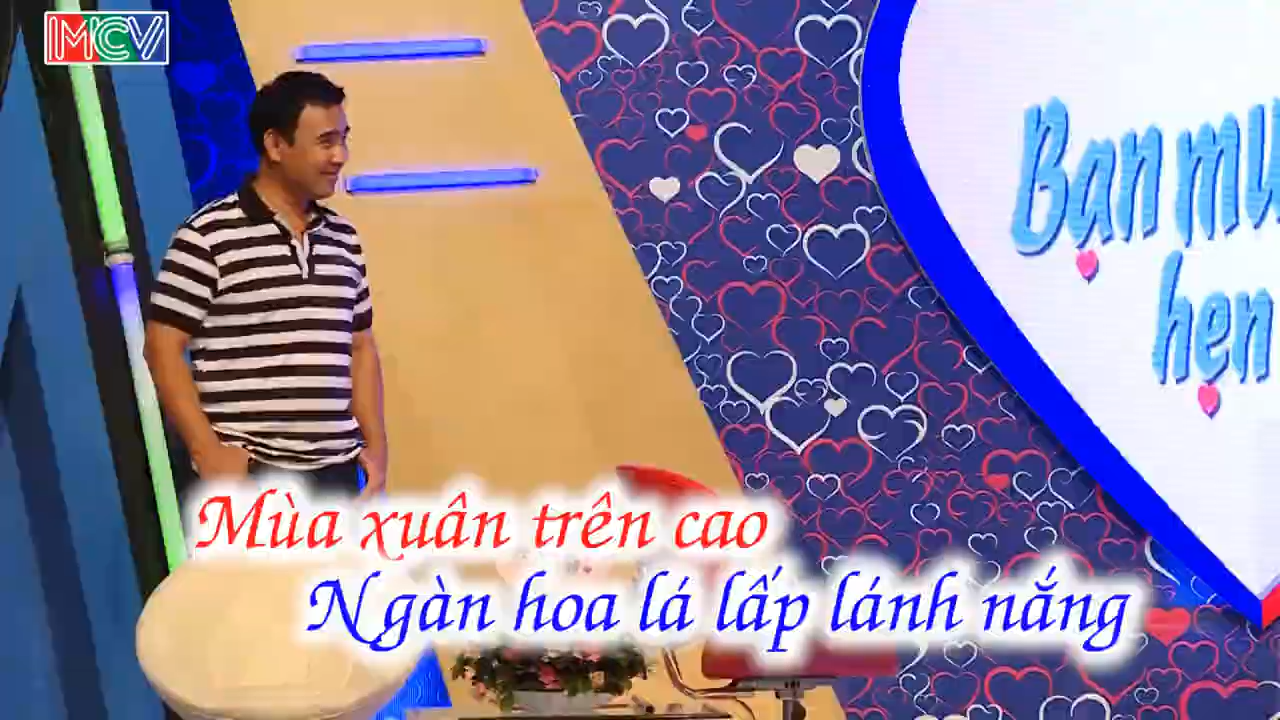 MCV
Bạn mu
hẹn
Mùa xuân trên cao
Ngàn hoa lá lấp lánh nắng